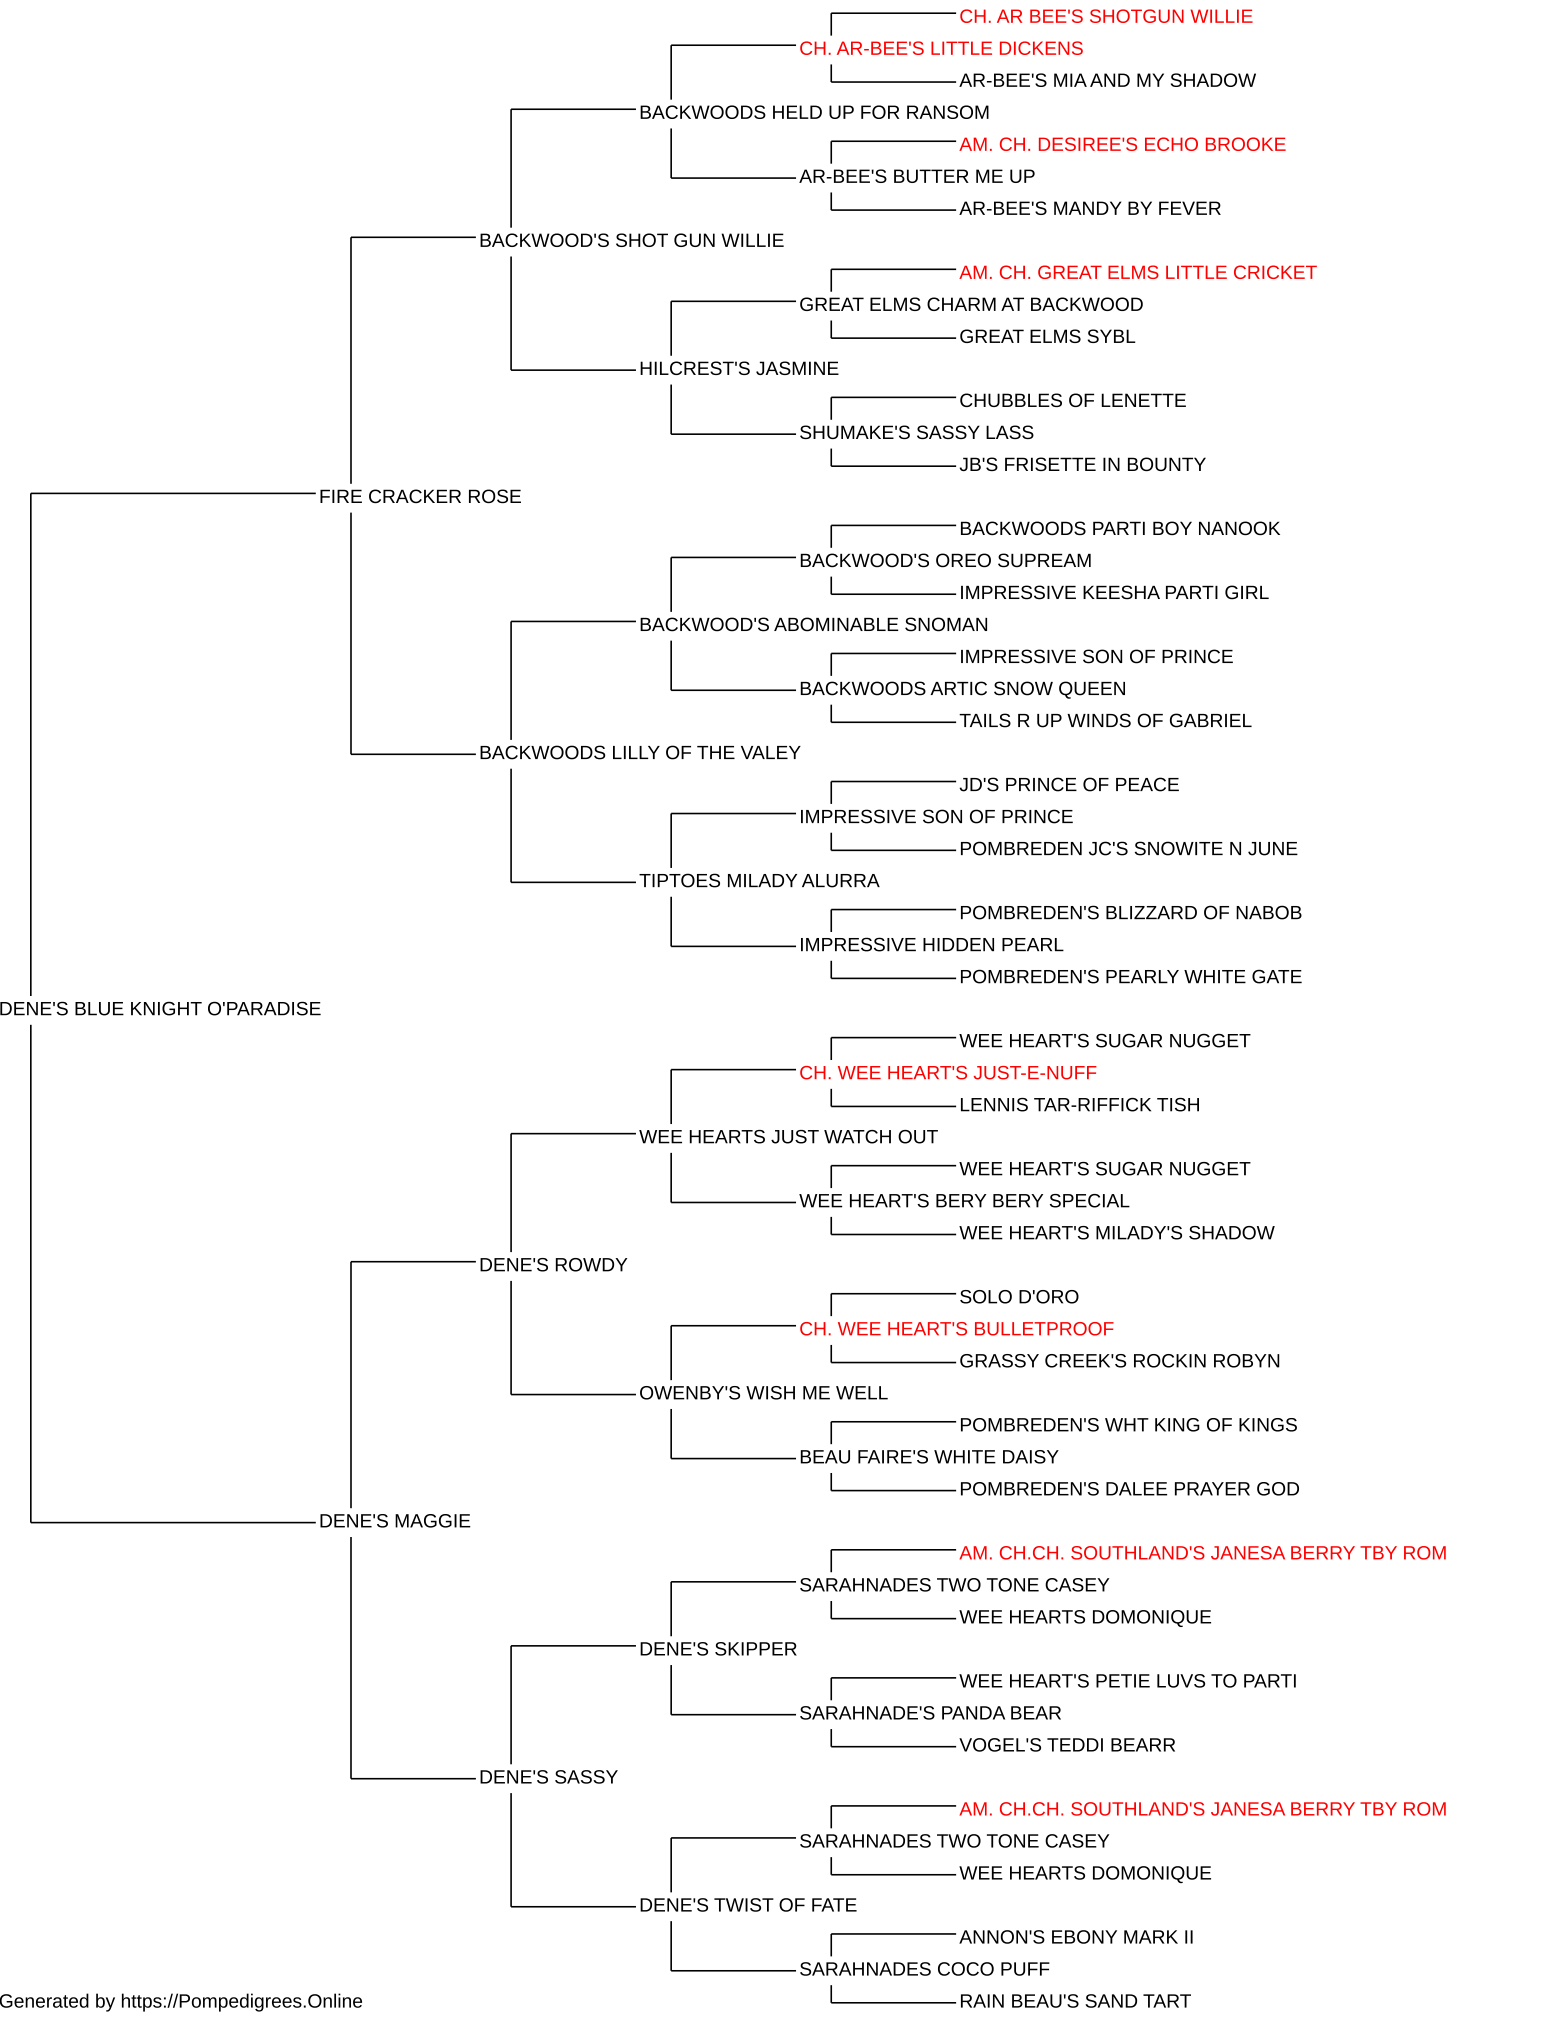 CH. AR BEE'S SHOTGUN WILLIE
CH. AR-BEE'S LITTLE DICKENS
AR-BEE'S MIA AND MY SHADOW
BACKWOODS HELD UP FOR RANSOM
AM. CH. DESIREE'S ECHO BROOKE
AR-BEE'S BUTTER ME UP
AR-BEE'S MANDY BY FEVER
BACKWOOD'S SHOT GUN WILLIE
AM. CH. GREAT ELMS LITTLE CRICKET
GREAT ELMS CHARM AT BACKWOOD
GREAT ELMS SYBL
HILCREST'S JASMINE
CHUBBLES OF LENETTE
SHUMAKE'S SASSY LASS
JB'S FRISETTE IN BOUNTY
FIRE CRACKER ROSE
BACKWOODS PARTI BOY NANOOK
BACKWOOD'S OREO SUPREAM
IMPRESSIVE KEESHA PARTI GIRL
BACKWOOD'S ABOMINABLE SNOMAN
IMPRESSIVE SON OF PRINCE
BACKWOODS ARTIC SNOW QUEEN
TAILS R UP WINDS OF GABRIEL
BACKWOODS LILLY OF THE VALEY
JD'S PRINCE OF PEACE
IMPRESSIVE SON OF PRINCE
POMBREDEN JC'S SNOWITE N JUNE
TIPTOES MILADY ALURRA
POMBREDEN'S BLIZZARD OF NABOB
IMPRESSIVE HIDDEN PEARL
POMBREDEN'S PEARLY WHITE GATE
DENE'S BLUE KNIGHT O'PARADISE
WEE HEART'S SUGAR NUGGET
CH. WEE HEART'S JUST-E-NUFF
LENNIS TAR-RIFFICK TISH
WEE HEARTS JUST WATCH OUT
WEE HEART'S SUGAR NUGGET
WEE HEART'S BERY BERY SPECIAL
WEE HEART'S MILADY'S SHADOW
DENE'S ROWDY
SOLO D'ORO
CH. WEE HEART'S BULLETPROOF
GRASSY CREEK'S ROCKIN ROBYN
OWENBY'S WISH ME WELL
POMBREDEN'S WHT KING OF KINGS
BEAU FAIRE'S WHITE DAISY
POMBREDEN'S DALEE PRAYER GOD
DENE'S MAGGIE
AM. CH.CH. SOUTHLAND'S JANESA BERRY TBY ROM
SARAHNADES TWO TONE CASEY
WEE HEARTS DOMONIQUE
DENE'S SKIPPER
WEE HEART'S PETIE LUVS TO PARTI
SARAHNADE'S PANDA BEAR
VOGEL'S TEDDI BEARR
DENE'S SASSY
AM. CH.CH. SOUTHLAND'S JANESA BERRY TBY ROM
SARAHNADES TWO TONE CASEY
WEE HEARTS DOMONIQUE
DENE'S TWIST OF FATE
ANNON'S EBONY MARK II
SARAHNADES COCO PUFF
RAIN BEAU'S SAND TART
Generated by https://Pompedigrees.Online